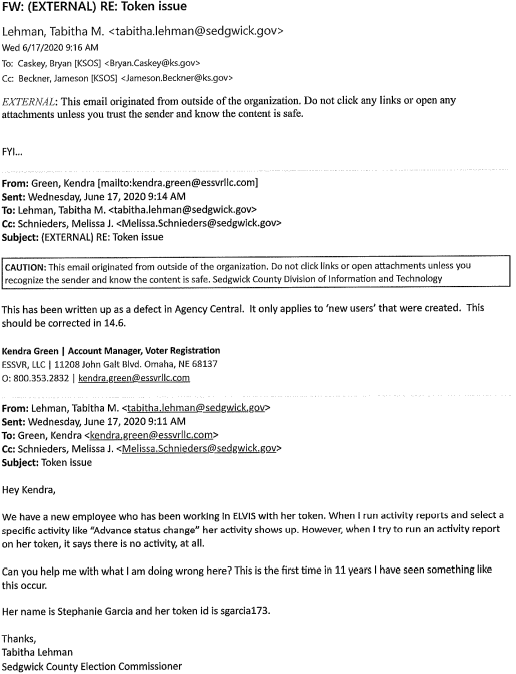 FW: (EXTERNAL) RE: Token issue
Lehman, Tabitha M. <tabitha.lehman@sedgwick.gov>
Wed 6/17/2020 9:16 AM
To: Caskey, Bryan [KSOS] <Bryan.Caskey@ks.gov>
Cc: Beckner, Jameson [KSOS] <Jameson.Beckner@ks.gov>
EXTERNAL: This email originated from outside of the organization. Do not click any links or open any
attachments unless you trust the sender and know the content is safe.
FYI...
From: Green, Kendra [mailto:kendra.green@essvrllc.com]
Sent: Wednesday, June 17, 2020 9:14 AM
To: Lehman, Tabitha M. <tabitha.lehman@sedgwick.gov>
Cc: Schnieders, Melissa J. <Melissa.Schnieders@sedgwick.gov>
Subject: (EXTERNAL) RE: Token issue
CAUTION: This email originated from outside of the organization. Do not click links or open attachments unless you
recognize the sender and know the content is safe. Sedgwick County Division of Information and Technology
This has been written up as a defect in Agency Central. It only applies to 'new users' that were created. This
should be corrected in 14.6.
Kendra Green | Account Manager, Voter Registration
ESSVR, LLC | 11208 John Galt Blvd. Omaha, NE 68137
O: 800.353.2832 | kendra.green@essvrllc.com
From: Lehman, Tabitha M. <tabitha.lehman@sedgwick.gov>
Sent: Wednesday, June 17, 2020 9:11 AM
To: Green, Kendra <kendra.green@essvrllc.com>
Cc: Schnieders, Melissa J. <Melissa.Schnieders@sedgwick.gov>
Subject: Token Issue
Hey Kendra,
We have a new employee who has been working in ELVIS with her token. When I run activity reports and select a
specific activity like "Advance status change" her activity shows up. However, when I try to run an activity report
on her token, it says there is no activity, at all.
Can you help me with what I am doing wrong here? This is the first time in 11 years I have seen something like
this occur.
Her name is Stephanie Garcia and her token id is sgarcia173.
Thanks,
Tabitha Lehman
Sedgwick County Election Commissioner